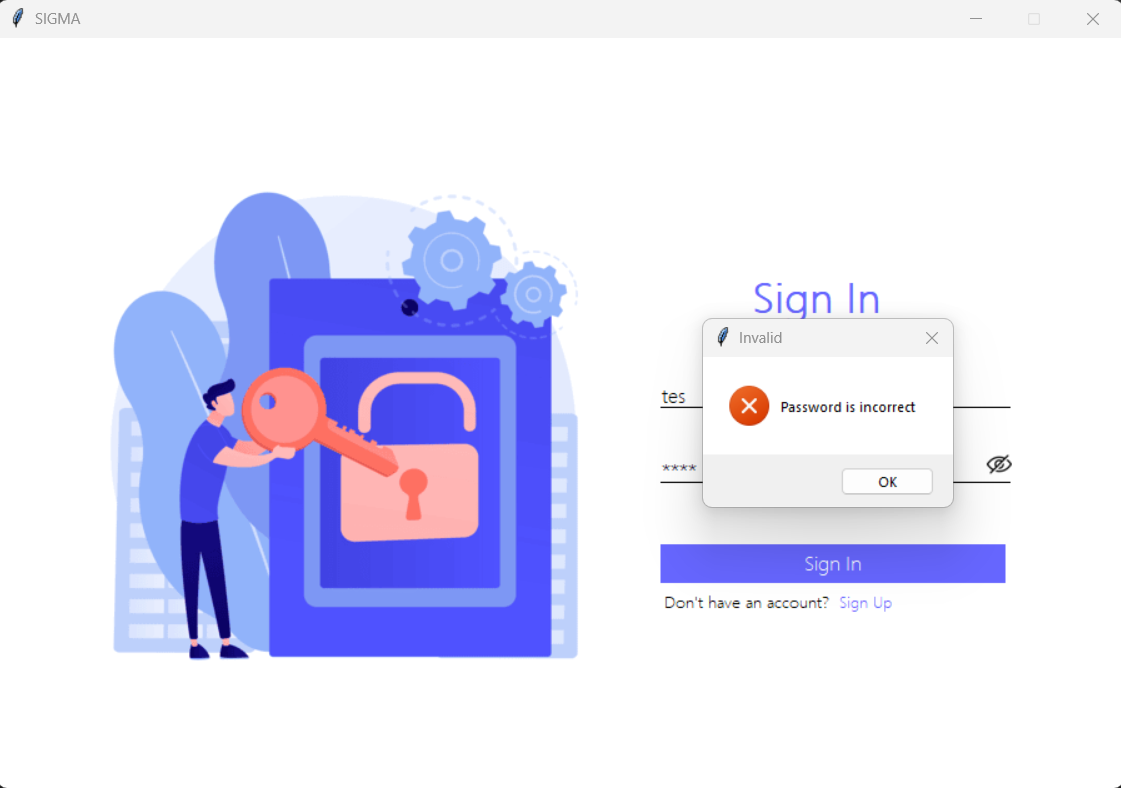 SIGMA
Sign In
Invalid
tes
Password is incorrect
****
OK
Sign In
Don't have an account? Sign Up